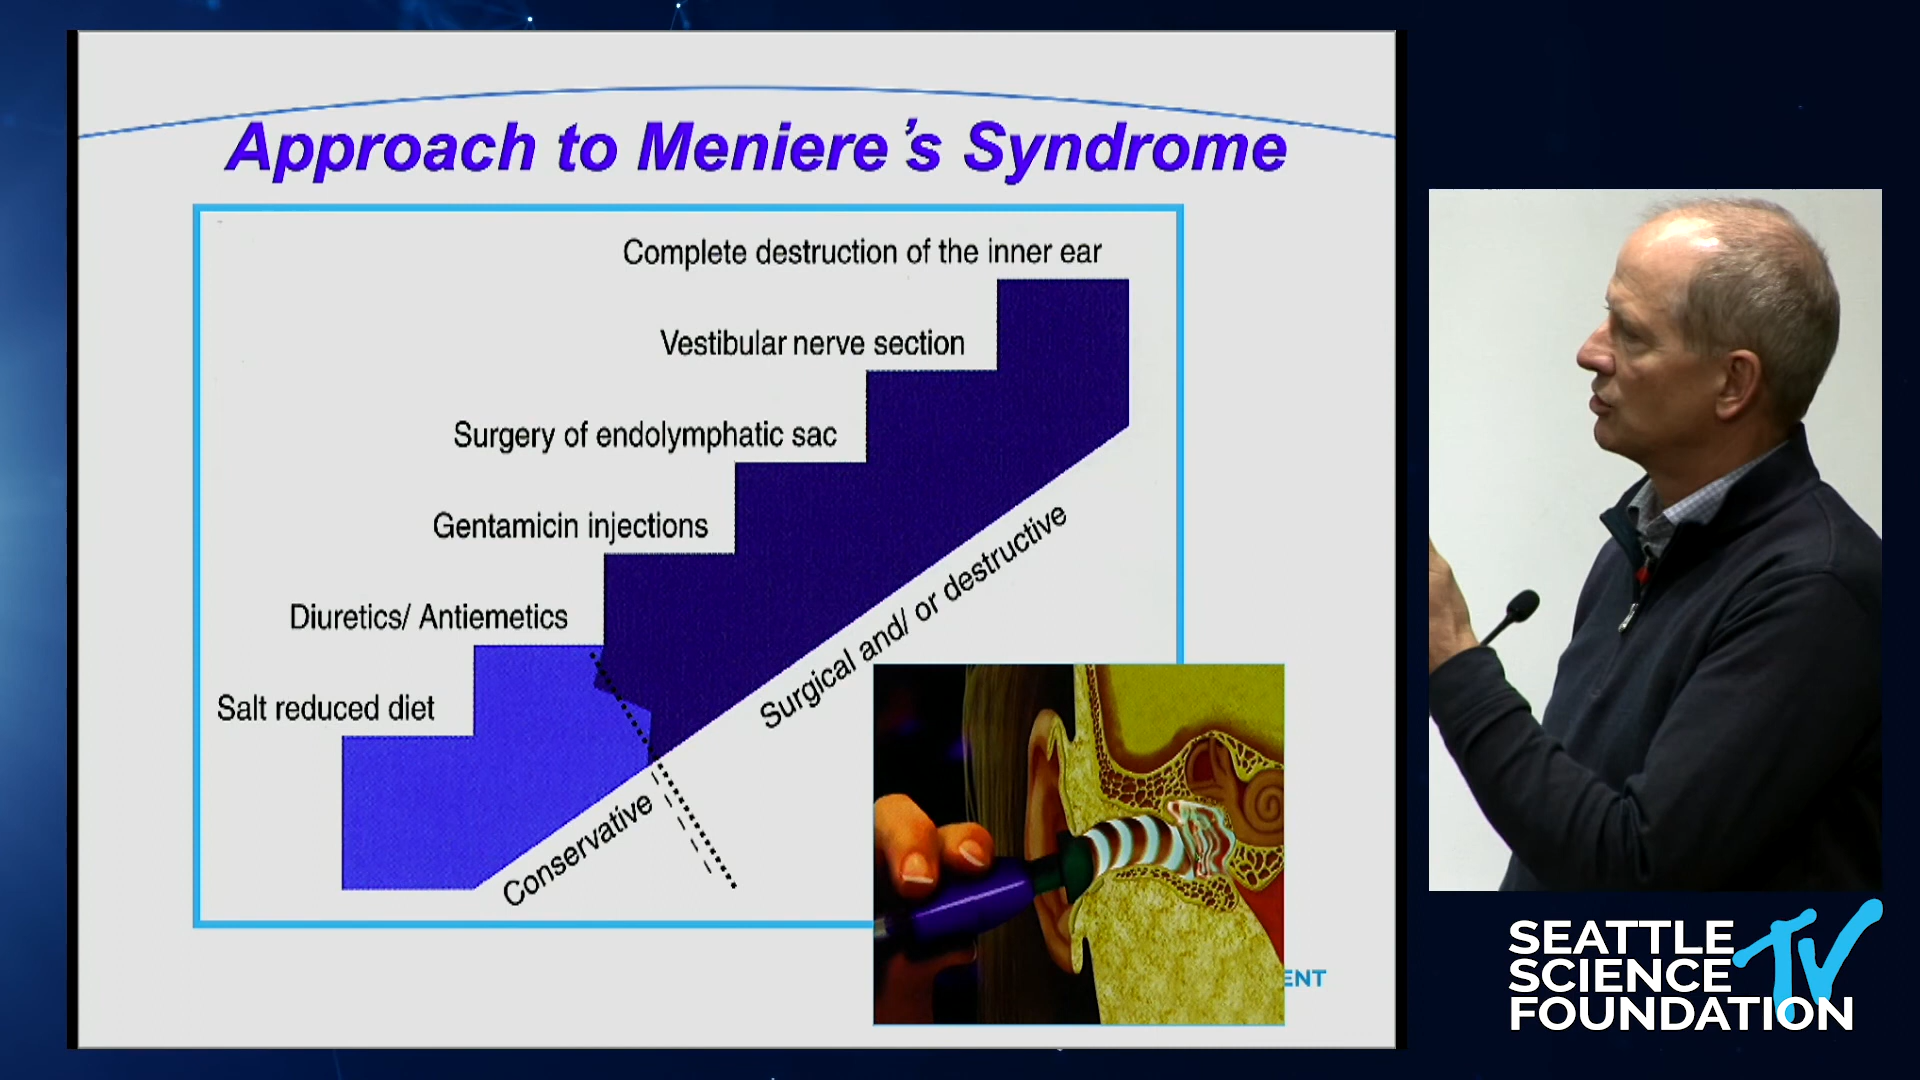 Approach to Meniere's Syndrome
Complete destruction of the inner ear
Vestibular nerve section
Surgery of endolymphatic sac
Gentamicin injections
Diuretics/ Antiemetics
Salt reduced diet
Surgical and/ or destructive
Conservative
ENT
SEATTLE
SCIENCE
FOUNDATION
TV